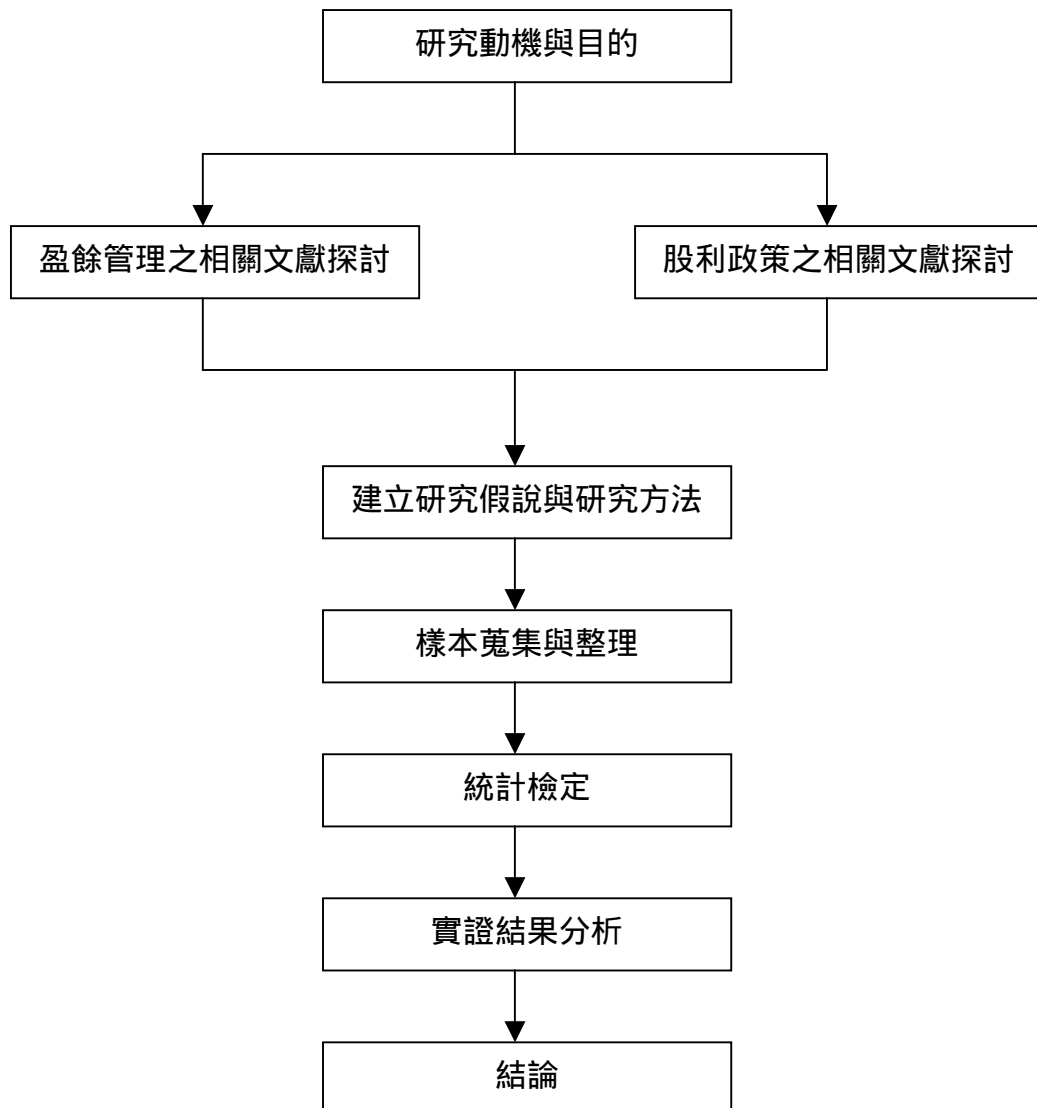 研究動機與目的
盈餘管理之相關文獻探討
股利政策之相關文獻探討
建立研究假說與研究方法
樣本蒐集與整理
統計檢定
實證結果分析
結論